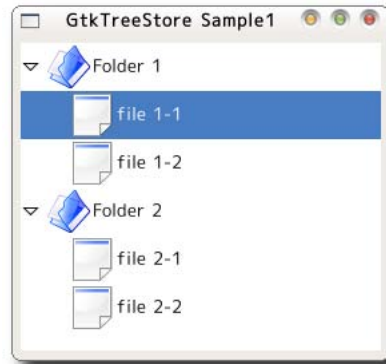 GtkTreeStore Sample1
Folder 1
file 1-1
file 1-2
Folder 2
file 2-1
file 2-2